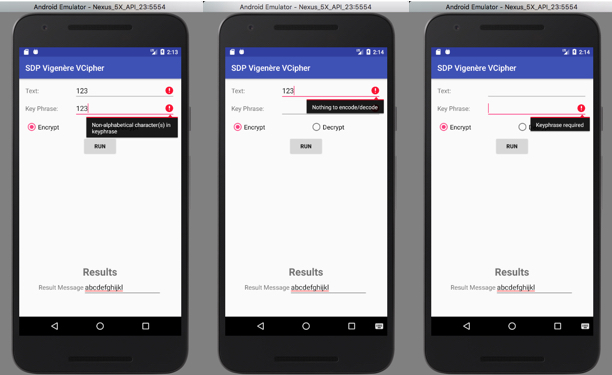 Android Emulator - Nexus_5X_API_23:5554
2:13
SDP Vigenère VCipher
Text: 123
Key Phrase: 123
Non-alphabetical character(s) in
keyphrase
Encrypt
RUN
Results
Result Message abcdefghijkl
Android Emulator - Nexus_5X_API_23:5554
2:14
SDP Vigenère VCipher
Text: 123
Key Phrase:
Nothing to encode/decode
Encrypt Decrypt
RUN
Results
Result Message abcdefghijkl
Android Emulator - Nexus_5X_API_23:5554
2:14
SDP Vigenère VCipher
Text:
Key Phrase:
Keyphrase required
Encrypt
RUN
Results
Result Message abcdefghijkl